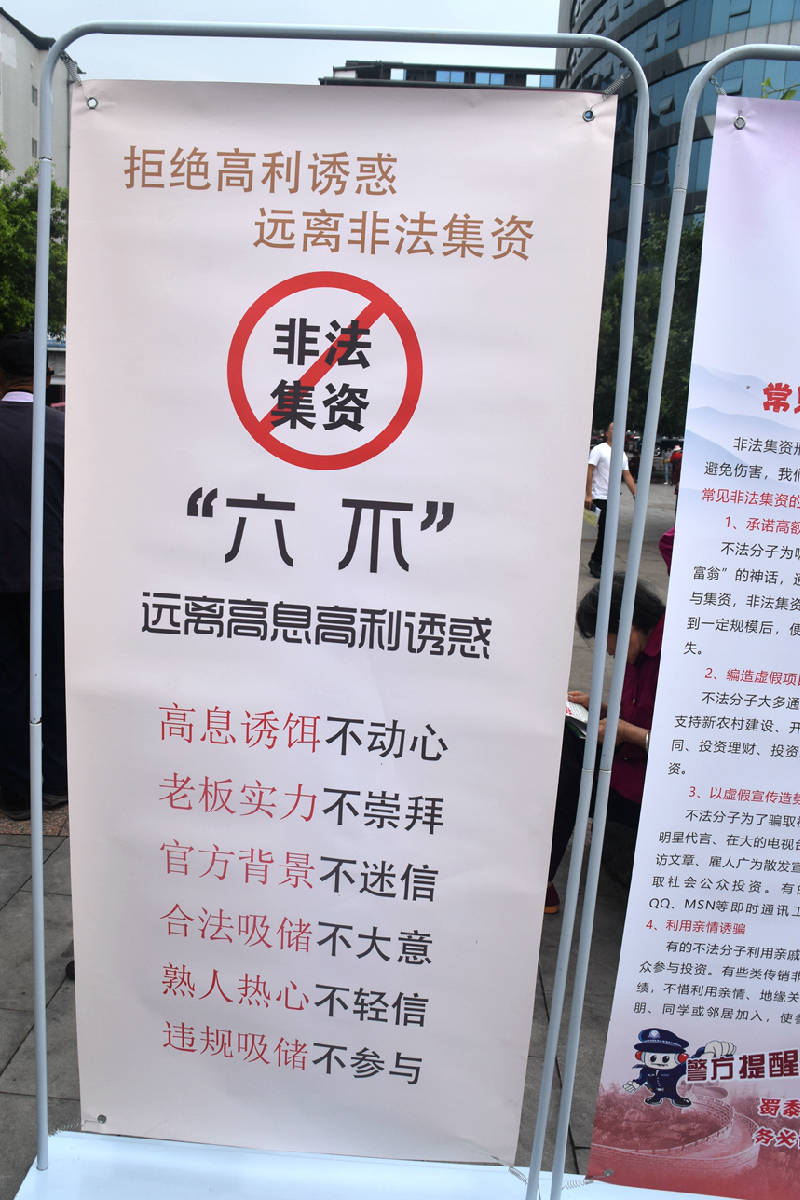 拒绝高利诱惑
远离非法集资
非法
集资
“六不”
远离高息高利诱惑
高息诱饵不动心
老板实力不崇拜
官方背景不迷信
合法吸储不大意
熟人热心不轻信
违规吸储不参与
常
非法集资
避免伤害，我
常见非法集资的
1、承诺高额
不法分子为
富翁”的神话，
与集资，非法集资
到一定规模后，便
失。
2、编造虚假项目
不法分子大多通
支持新农村建设、开
同、投资理财、投资
资。
3、以虚假宣传造势
不法分子为了骗取
明星代言、在人的电视台
访文章、雇人广为散发宣
取社会公众投资。有
QQ、MSN等即时通讯工
4、利用亲情诱骗
有的不法分子利用亲戚
众参与投资。有些类传销非
绩，不惜利用亲情、地缘关
朋、同学或邻居加入，使参
警方提醒
蜀黍
务必